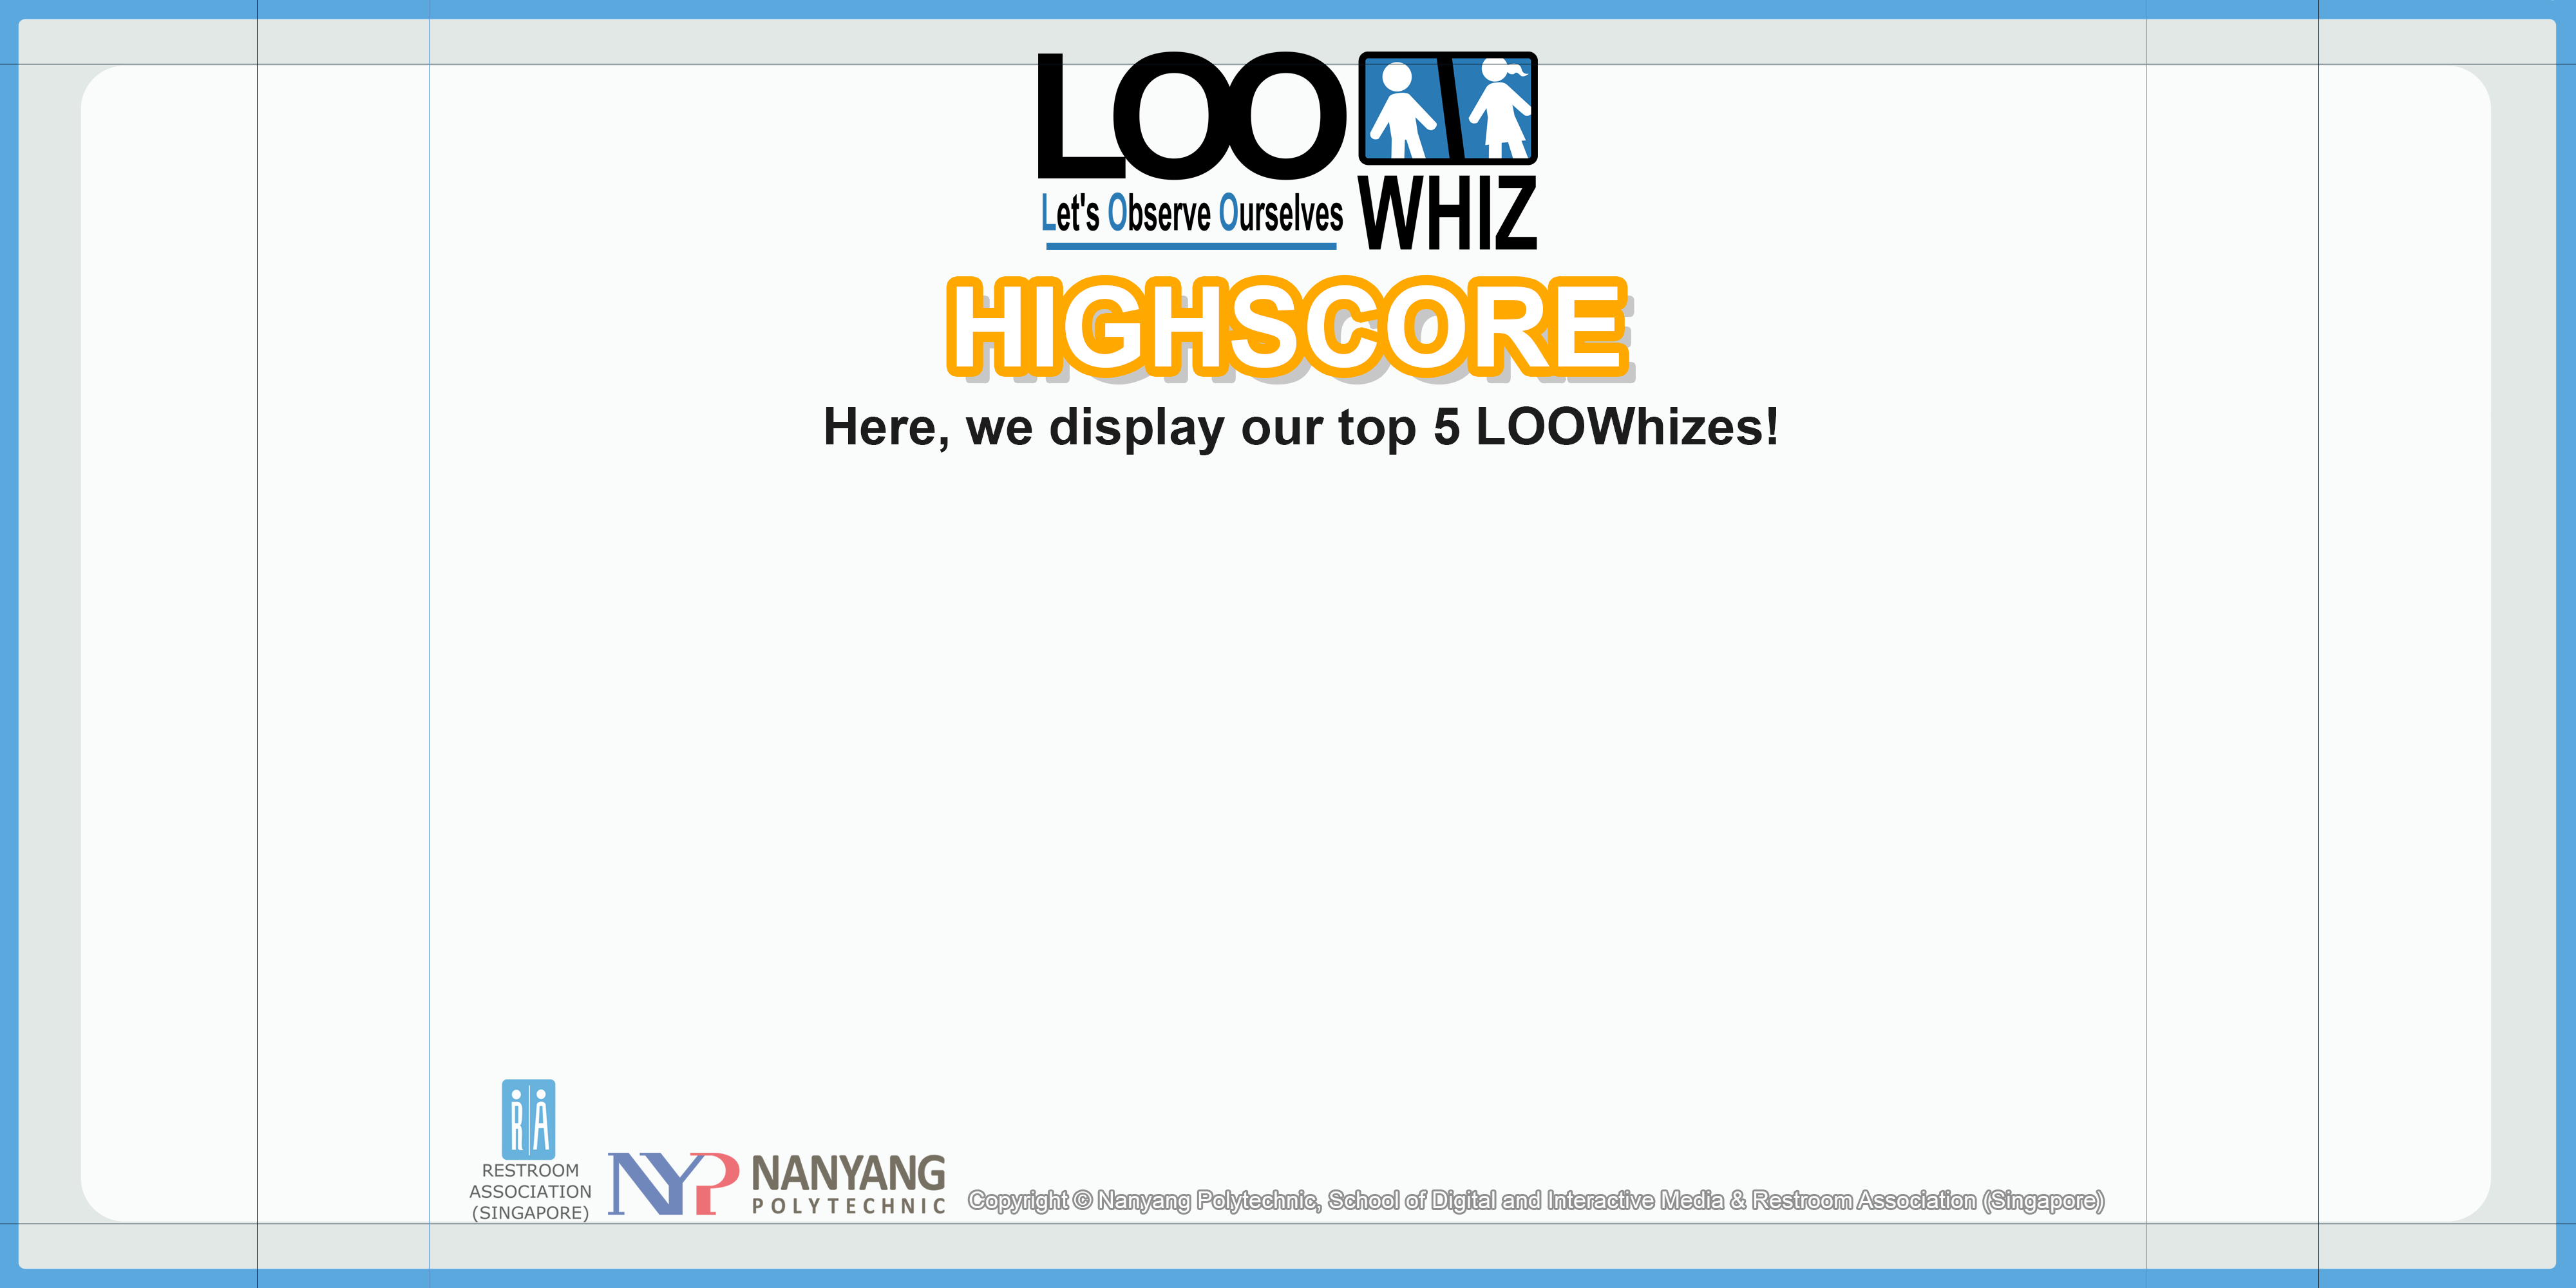 LOO
WHIZ
Let's Observe Ourselves
HIGHSCORE
Here, we display our top 5 LOOWhizes!
RA
RESTROOM
ASSOCIATION
(SINGAPORE)
NYP NANYANG
POLYTECHNIC
Copyright © Nanyang Polytechnic, School of Digital and Interactive Media & Restroom Association (Singapore)